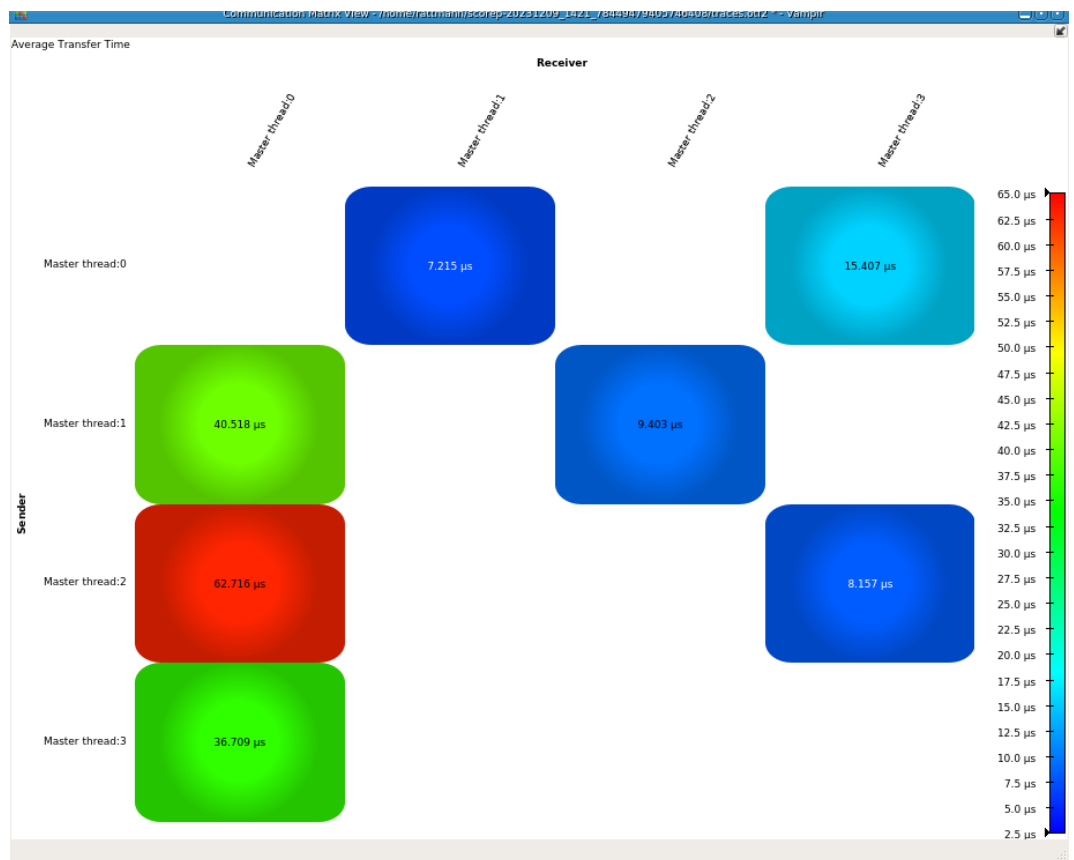 Communication Matrix View - /home/rattmann/scorep-20231209_1421_78449479405746408/traces.otf2 * - Vampir
Average Transfer Time
Receiver
Master thread:0
Master thread:1
Master thread:2
Master thread:3
Sender
Master thread:0
7.215 µs
15.407 µs
Master thread:1
40.518 µs
9.403 µs
Master thread:2
62.716 µs
8.157 µs
Master thread:3
36.709 µs
65.0 µs
62.5 µs
60.0 µs
57.5 µs
55.0 µs
52.5 µs
50.0 µs
47.5 µs
45.0 µs
42.5 µs
40.0 µs
37.5 µs
35.0 µs
32.5 µs
30.0 µs
27.5 µs
25.0 µs
22.5 µs
20.0 µs
17.5 µs
15.0 µs
12.5 µs
10.0 µs
7.5 µs
5.0 µs
2.5 µs